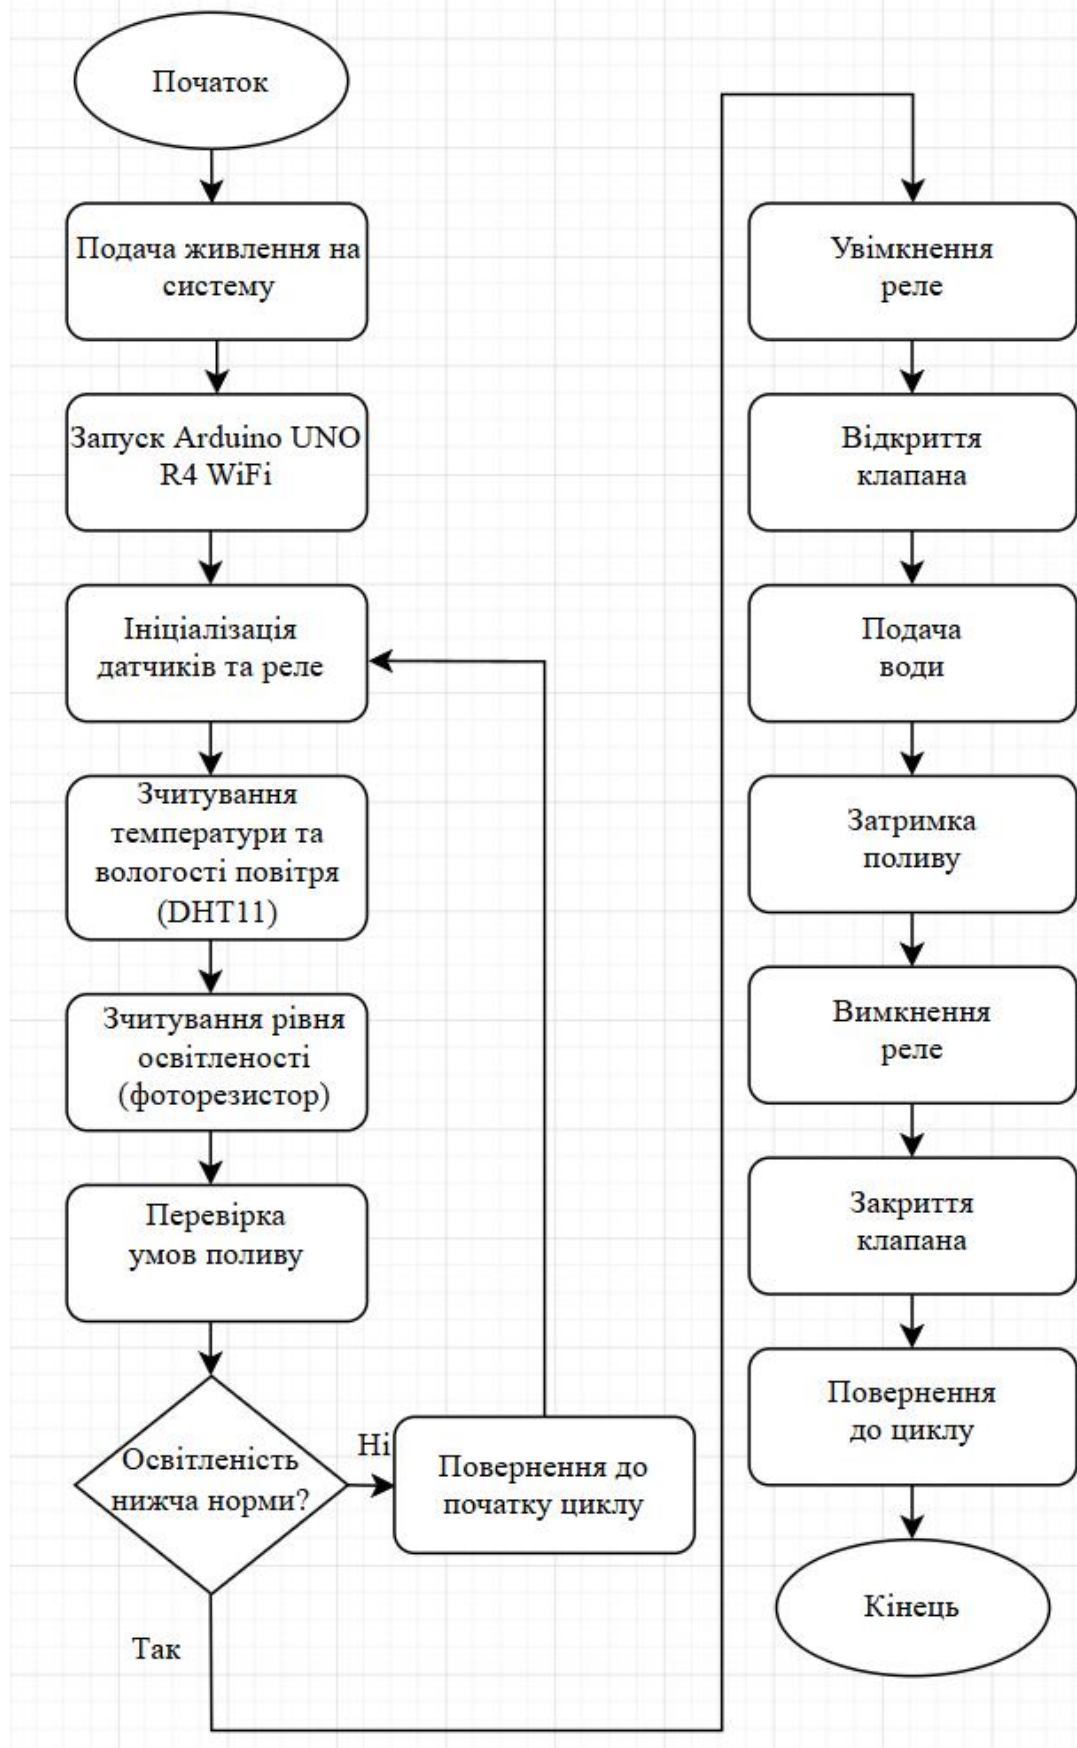 Початок
Подача живлення на
систему
Запуск Arduino UNO
R4 WiFi
Ініціалізація
датчиків та реле
Зчитування
температури та
вологості повітря
(DHT11)
Зчитування рівня
освітленості
(фоторезистор)
Перевірка
умов поливу
Освітленість
нижча норми?
Ні
Повернення до
початку циклу
Так
Увімкнення
реле
Відкриття
клапана
Подача
води
Затримка
поливу
Вимкнення
реле
Закриття
клапана
Повернення
до циклу
Кінець